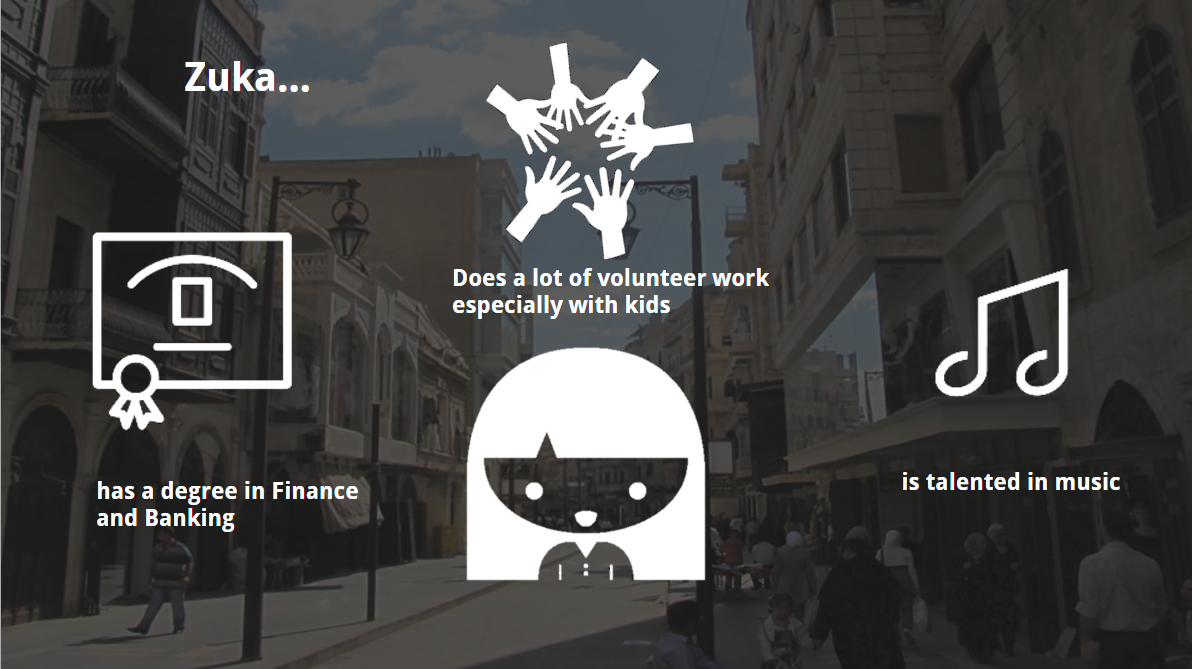 Zuka...
Does a lot of volunteer work
especially with kids
has a degree in Finance
and Banking
is talented in music